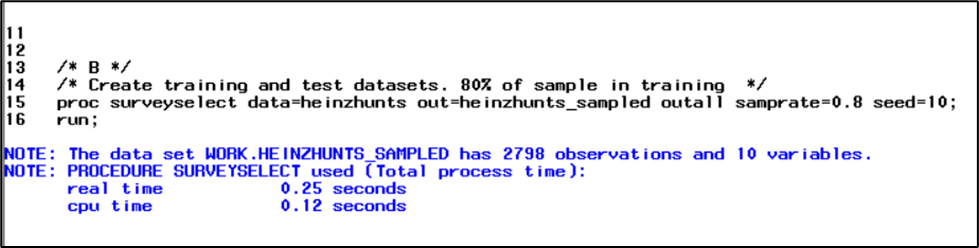 11
12
13 /* B */
14 /* Create training and test datasets. 80% of sample in training */
15 proc surveyselect data=heinzhunts out=heinzhunts_sampled outall samprate=0.8 seed=10;
16 run;
NOTE: The data set WORK.HEINZHUNTS_SAMPLED has 2798 observations and 10 variables.
NOTE: PROCEDURE SURVEYSELECT used (Total process time):
real time 0.25 seconds
cpu time 0.12 seconds